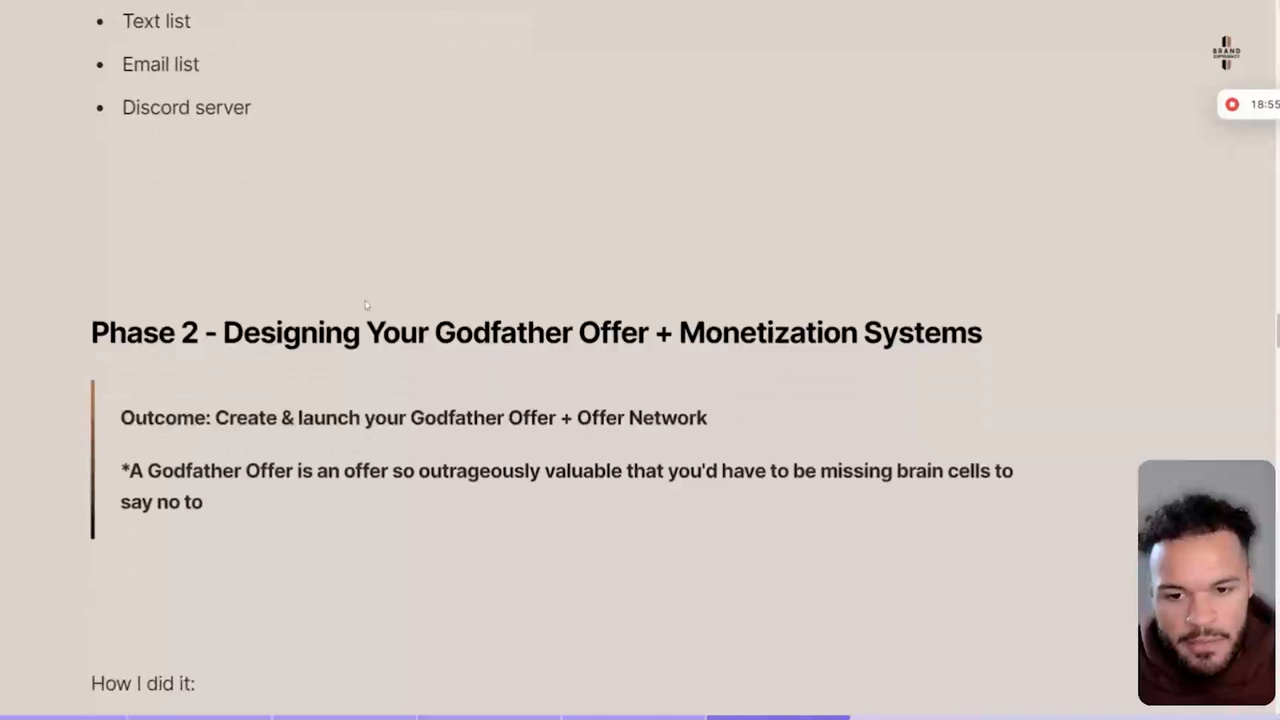 Text list
Email list
Discord server
BRAND
SUPREMACY
18:55
Phase 2 - Designing Your Godfather Offer + Monetization Systems
Outcome: Create & launch your Godfather Offer + Offer Network
*A Godfather Offer is an offer so outrageously valuable that you'd have to be missing brain cells to
say no to
How I did it: